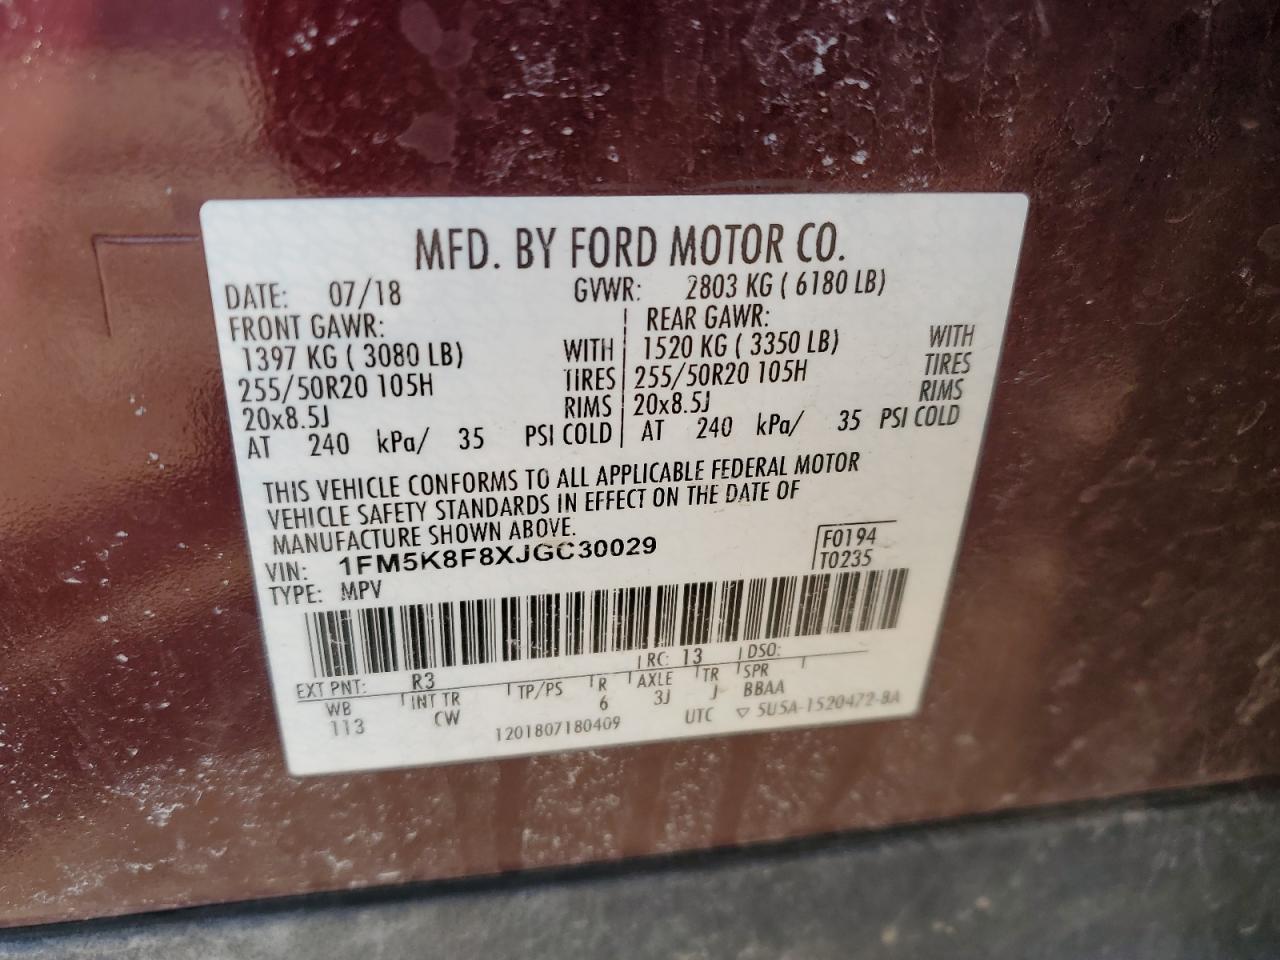 MFD. BY FORD MOTOR CO.
DATE: 07/18 GVWR: 2803 KG ( 6180 LB)
FRONT GAWR: REAR GAWR:
1397 KG ( 3080 LB) WITH 1520 KG ( 3350 LB) WITH
255/50R20 105H TIRES 255/50R20 105H TIRES
20x8.5J RIMS 20x8.5J RIMS
AT 240 kPa/ 35 PSI COLD AT 240 kPa/ 35 PSI COLD
THIS VEHICLE CONFORMS TO ALL APPLICABLE FEDERAL MOTOR
VEHICLE SAFETY STANDARDS IN EFFECT ON THE DATE OF
MANUFACTURE SHOWN ABOVE.
VIN: 1FM5K8F8XJGC30029 F0194
TYPE: MPV T0235
EXT PNT: R3 RC: 13 DSO:
WB INT TR TP/PS R AXLE TR SPR
113 CW 6 3J J BBAA
1201807180409 UTC ▽ 5U5A-1520472-BA